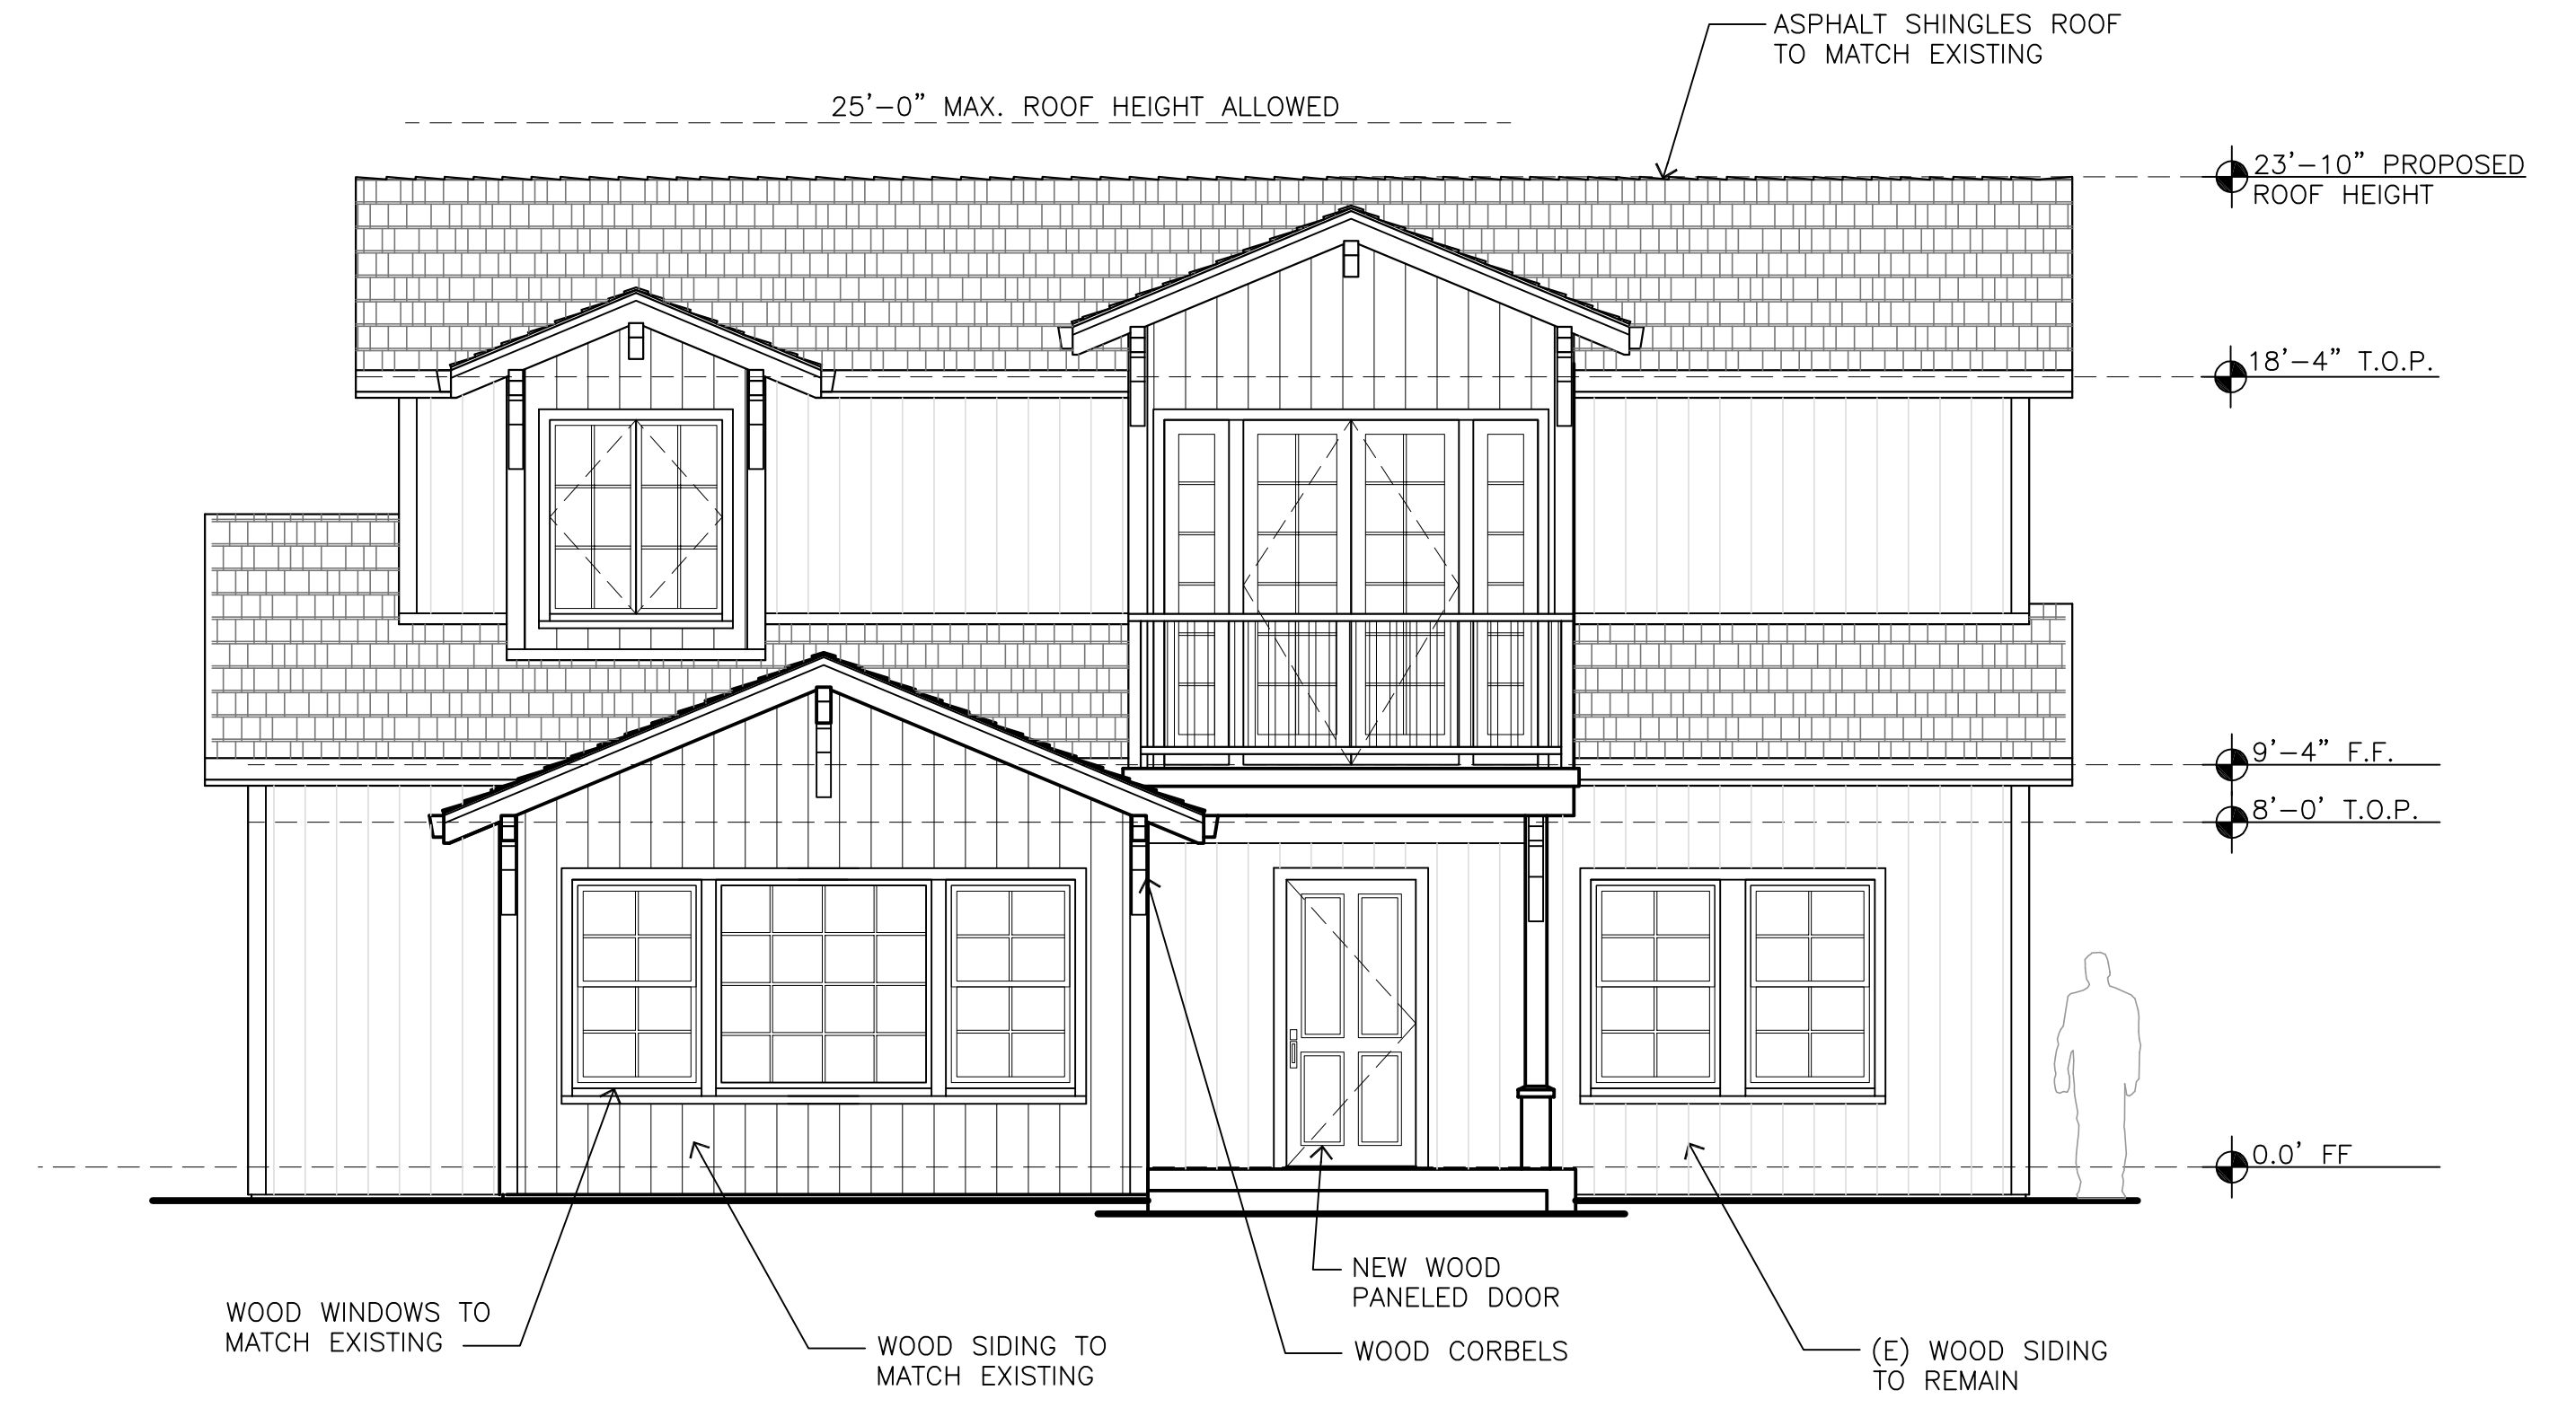 ASPHALT SHINGLES ROOF
TO MATCH EXISTING
25'-0" MAX. ROOF HEIGHT ALLOWED
23'-10" PROPOSED
ROOF HEIGHT
18'-4" T.O.P.
9'-4" F.F.
8'-0' T.O.P.
0.0' FF
NEW WOOD
PANELED DOOR
WOOD WINDOWS TO
MATCH EXISTING
WOOD SIDING TO
MATCH EXISTING
WOOD CORBELS
(E) WOOD SIDING
TO REMAIN